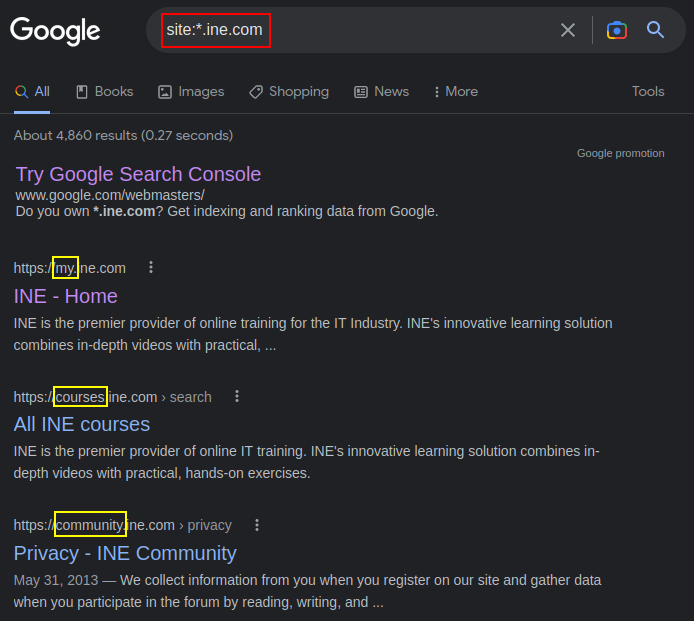 Google
site:*.ine.com
All Books Images Shopping News More Tools
About 4,860 results (0.27 seconds)
Google promotion
Try Google Search Console
www.google.com/webmasters/
Do you own *.ine.com? Get indexing and ranking data from Google.
https://my.ine.com
INE - Home
INE is the premier provider of online training for the IT Industry. INE's innovative learning solution
combines in-depth videos with practical, ...
https://courses.ine.com › search
All INE courses
INE is the premier provider of online IT training. INE's innovative learning solution combines in-
depth videos with practical, hands-on exercises.
https://community.ine.com › privacy
Privacy - INE Community
May 31, 2013 — We collect information from you when you register on our site and gather data
when you participate in the forum by reading, writing, and ...